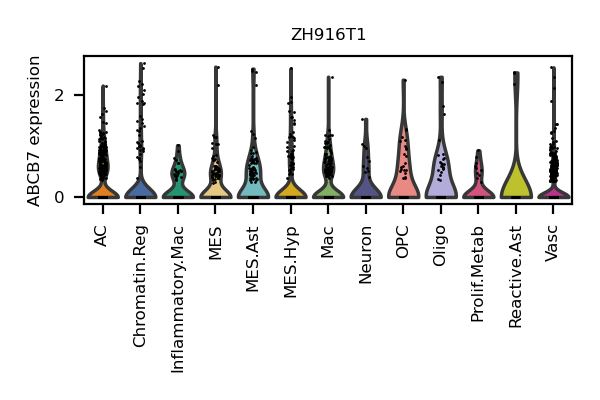 ZH916T1
ABCB7 expression
2
0
AC
Chromatin.Reg
Inflammatory.Mac
MES
MES.Ast
MES.Hyp
Mac
Neuron
OPC
Oligo
Prolif.Metab
Reactive.Ast
Vasc